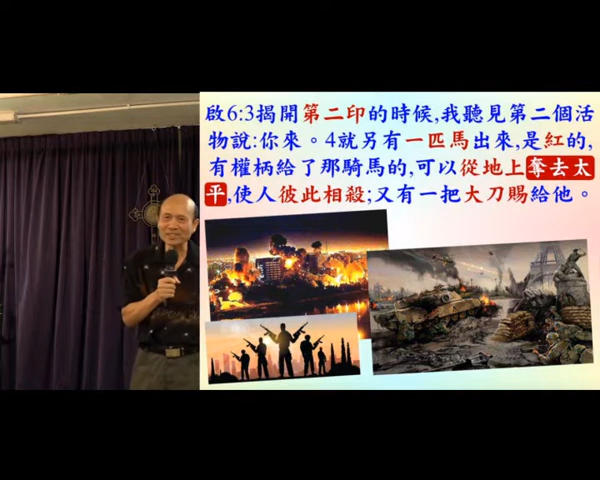 啟6:3揭開第二印的時候,我聽見第二個活
物說:你來。4就另有一匹馬出來,是紅的,
有權柄給了那騎馬的,可以從地上奪去太
平,使人彼此相殺;又有一把大刀賜給他。